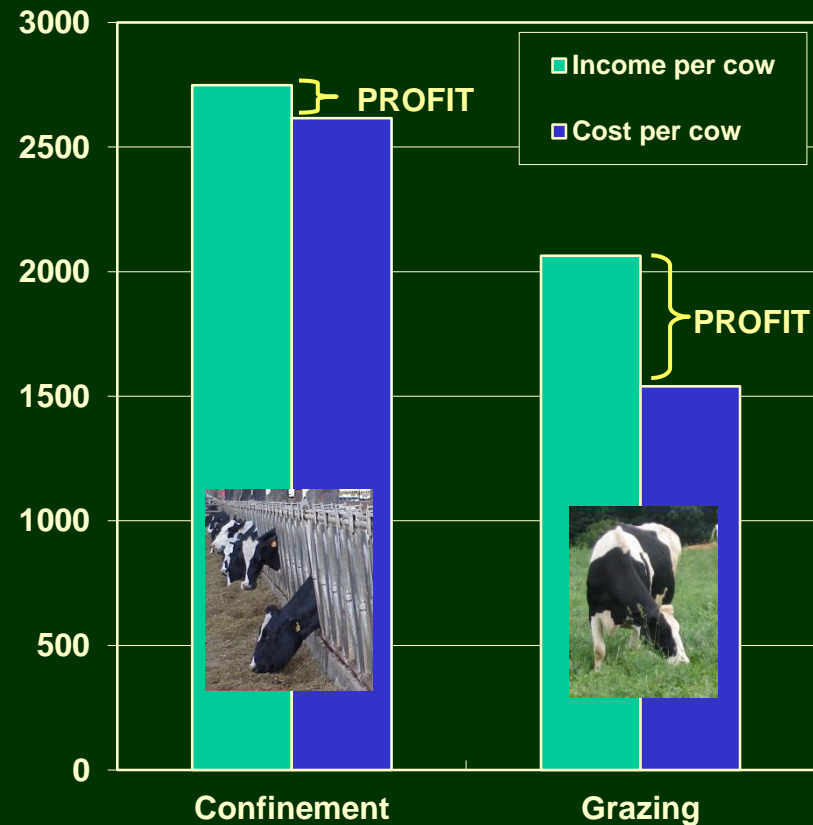 3000
2500
2000
1500
1000
500
0
Income per cow
Cost per cow
PROFIT
PROFIT
Confinement
Grazing